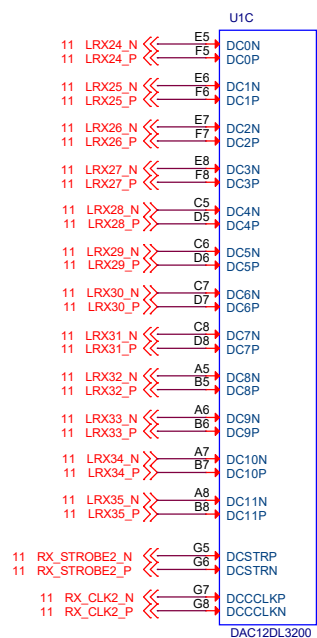 U1C
11 LRX24_N E5 DC0N
11 LRX24_P F5 DC0P
11 LRX25_N E6 DC1N
11 LRX25_P F6 DC1P
11 LRX26_N E7 DC2N
11 LRX26_P F7 DC2P
11 LRX27_N E8 DC3N
11 LRX27_P F8 DC3P
11 LRX28_N C5 DC4N
11 LRX28_P D5 DC4P
11 LRX29_N C6 DC5N
11 LRX29_P D6 DC5P
11 LRX30_N C7 DC6N
11 LRX30_P D7 DC6P
11 LRX31_N C8 DC7N
11 LRX31_P D8 DC7P
11 LRX32_N A5 DC8N
11 LRX32_P B5 DC8P
11 LRX33_N A6 DC9N
11 LRX33_P B6 DC9P
11 LRX34_N A7 DC10N
11 LRX34_P B7 DC10P
11 LRX35_N A8 DC11N
11 LRX35_P B8 DC11P
11 RX_STROBE2_N G5 DCSTRP
11 RX_STROBE2_P G6 DCSTRN
11 RX_CLK2_N G7 DCCCLKP
11 RX_CLK2_P G8 DCCCLKN
DAC12DL3200